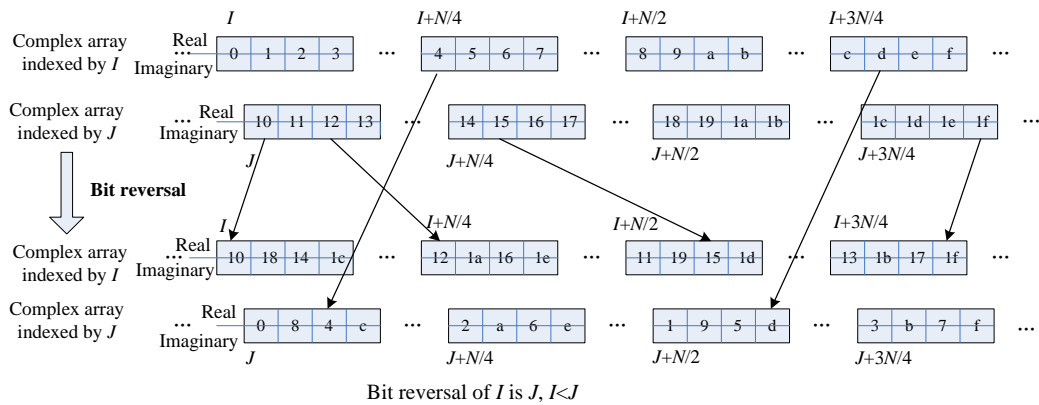 I I+N/4 I+N/2 I+3N/4
Complex array indexed by I
Real
Imaginary
... 0 1 2 3 ... 4 5 6 7 ... 8 9 a b ... c d e f ...
Complex array indexed by J
Real
Imaginary
... 10 11 12 13 ... 14 15 16 17 ... 18 19 1a 1b ... 1c 1d 1e 1f ...
J J+N/4 J+N/2 J+3N/4
Bit reversal
I I+N/4 I+N/2 I+3N/4
Complex array indexed by I
Real
Imaginary
... 10 18 14 1c ... 12 1a 16 1e ... 11 19 15 1d ... 13 1b 17 1f ...
Complex array indexed by J
Real
Imaginary
... 0 8 4 c ... 2 a 6 e ... 1 9 5 d ... 3 b 7 f ...
J J+N/4 J+N/2 J+3N/4
Bit reversal of I is J, I<J